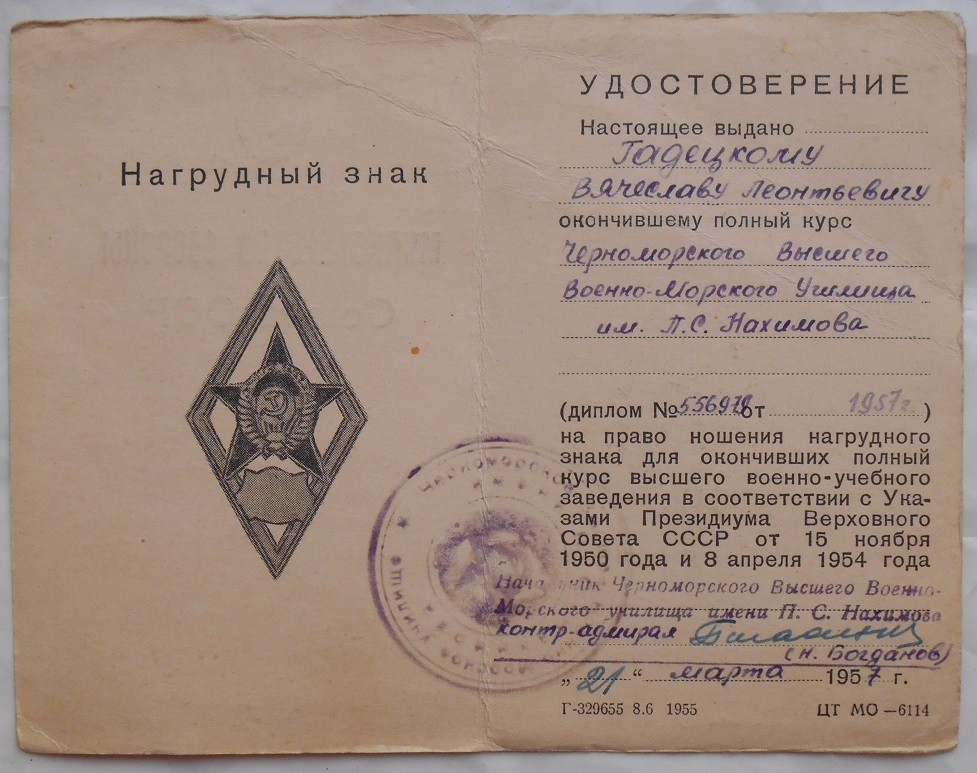 Нагрудный знак
УДОСТОВЕРЕНИЕ
Настоящее выдано
Гадецкому
Вячеславу Леонтьевичу
окончившему полный курс
Черноморского Высшего
Военно-Морского Училища
им. П.С. Нахимова
(диплом № от 1957 г. )
на право ношения нагрудного
знака для окончивших полный
курс высшего военно-учебного
заведения в соответствии с Ука-
зами Президиума Верховного
Совета СССР от 15 ноября
1950 года и 8 апреля 1954 года
Начальник Черноморского Высшего Военно-
Морского училища имени П. С. Нахимова
контр-адмирал
(Н. Богданов)
„ 21 “ марта 1957 г.
Г-329655 8.6 1955 ЦТ МО —6114